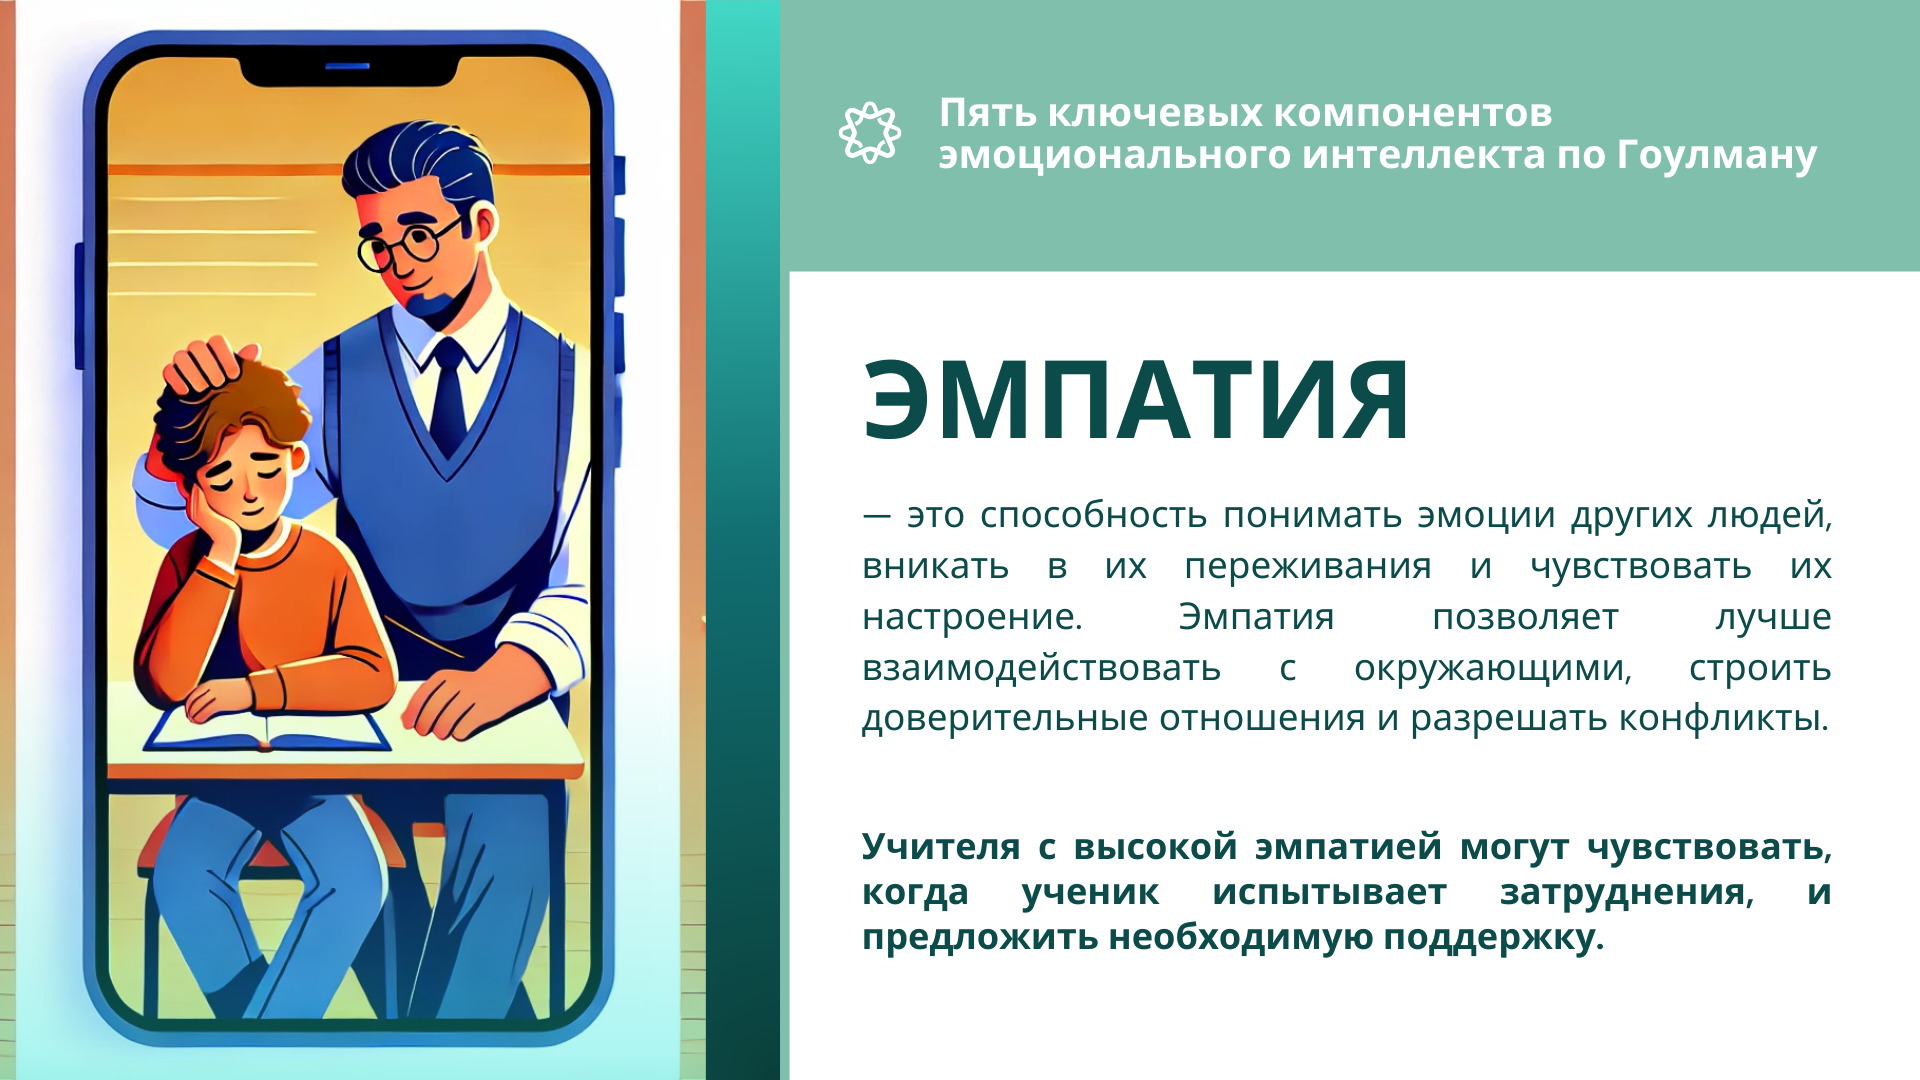 Пять ключевых компонентов
эмоционального интеллекта по Гоулману
ЭМПАТИЯ
— это способность понимать эмоции других людей,
вникать в их переживания и чувствовать их
настроение. Эмпатия позволяет лучше
взаимодействовать с окружающими, строить
доверительные отношения и разрешать конфликты.
Учителя с высокой эмпатией могут чувствовать,
когда ученик испытывает затруднения, и
предложить необходимую поддержку.